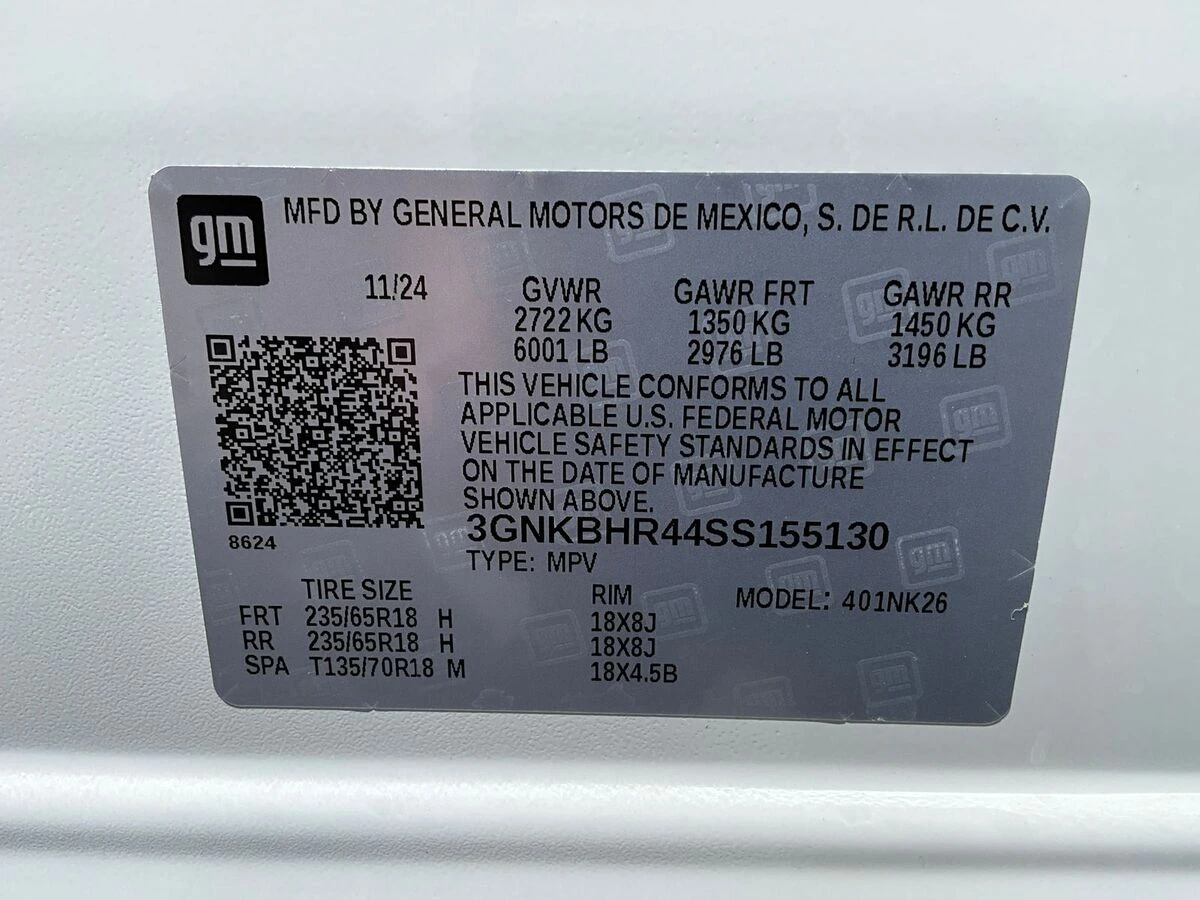 gm MFD BY GENERAL MOTORS DE MEXICO, S. DE R.L. DE C.V.
11/24 GVWR GAWR FRT GAWR RR
2722 KG 1350 KG 1450 KG
6001 LB 2976 LB 3196 LB
THIS VEHICLE CONFORMS TO ALL
APPLICABLE U.S. FEDERAL MOTOR
VEHICLE SAFETY STANDARDS IN EFFECT
ON THE DATE OF MANUFACTURE
SHOWN ABOVE.
3GNKBHR44SS155130
8624 TYPE: MPV
TIRE SIZE RIM MODEL: 401NK26
FRT 235/65R18 H 18X8J
RR 235/65R18 H 18X8J
SPA T135/70R18 M 18X4.5B